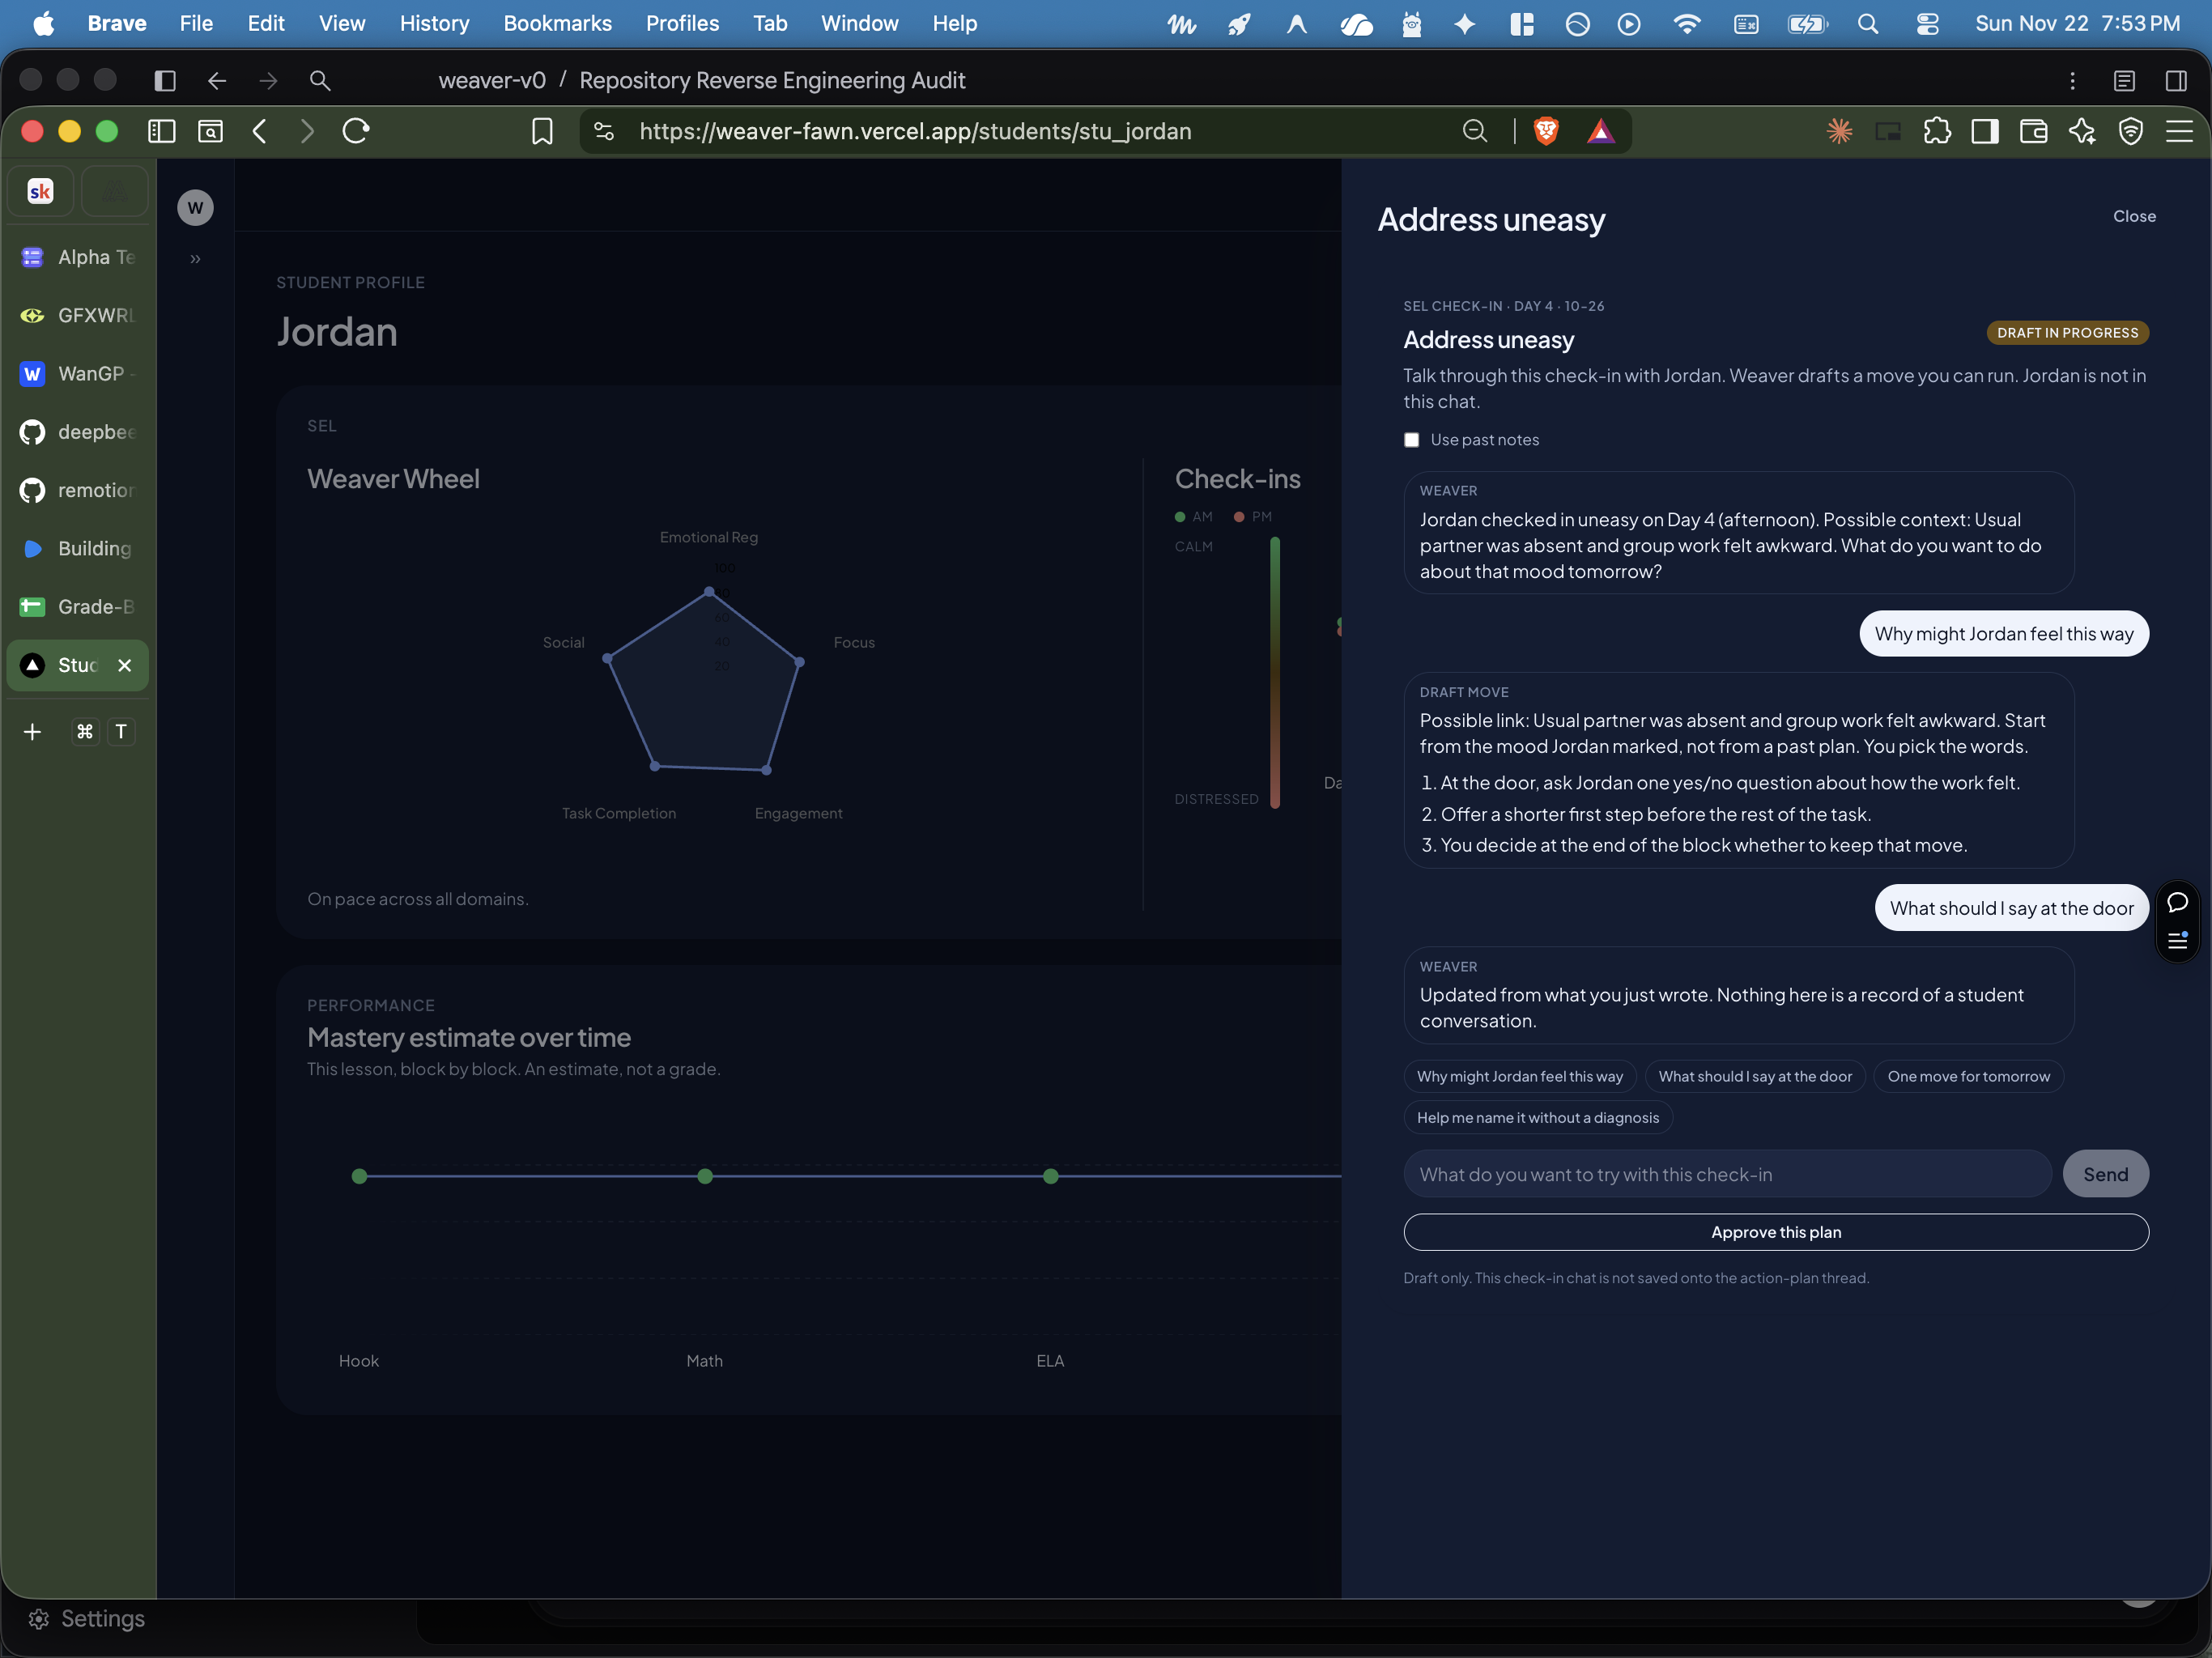 Brave File Edit View History Bookmarks Profiles Tab Window Help Sun Nov 22 7:53 PM
weaver-v0 / Repository Reverse Engineering Audit
https://weaver-fawn.vercel.app/students/stu_jordan
sk
Alpha Te
GFXWRL
W WanGP -
deepbee
remotion
Building
Grade-B
Stud
⌘ T
Settings
W
»
STUDENT PROFILE
Jordan
SEL
Weaver Wheel
Emotional Reg
100
60
40
20
Social
Focus
Task Completion
Engagement
On pace across all domains.
Check-ins
AM PM
CALM
DISTRESSED
Da
PERFORMANCE
Mastery estimate over time
This lesson, block by block. An estimate, not a grade.
Hook Math ELA
Address uneasy
Close
SEL CHECK-IN · DAY 4 · 10-26
Address uneasy
DRAFT IN PROGRESS
Talk through this check-in with Jordan. Weaver drafts a move you can run. Jordan is not in
this chat.
Use past notes
WEAVER
Jordan checked in uneasy on Day 4 (afternoon). Possible context: Usual
partner was absent and group work felt awkward. What do you want to do
about that mood tomorrow?
Why might Jordan feel this way
DRAFT MOVE
Possible link: Usual partner was absent and group work felt awkward. Start
from the mood Jordan marked, not from a past plan. You pick the words.
1. At the door, ask Jordan one yes/no question about how the work felt.
2. Offer a shorter first step before the rest of the task.
3. You decide at the end of the block whether to keep that move.
What should I say at the door
WEAVER
Updated from what you just wrote. Nothing here is a record of a student
conversation.
Why might Jordan feel this way What should I say at the door One move for tomorrow
Help me name it without a diagnosis
What do you want to try with this check-in
Send
Approve this plan
Draft only. This check-in chat is not saved onto the action-plan thread.